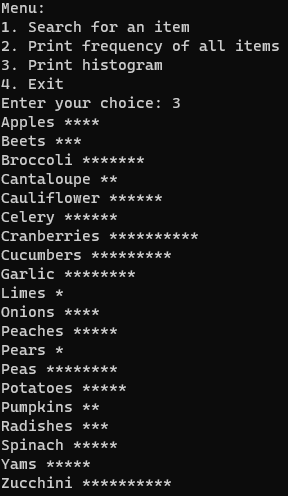 Menu:
1. Search for an item
2. Print frequency of all items
3. Print histogram
4. Exit
Enter your choice: 3
Apples ****
Beets ***
Broccoli *******
Cantaloupe **
Cauliflower ******
Celery ******
Cranberries **********
Cucumbers *********
Garlic ********
Limes *
Onions ****
Peaches *****
Pears *
Peas ********
Potatoes *****
Pumpkins **
Radishes ***
Spinach *****
Yams *****
Zucchini **********